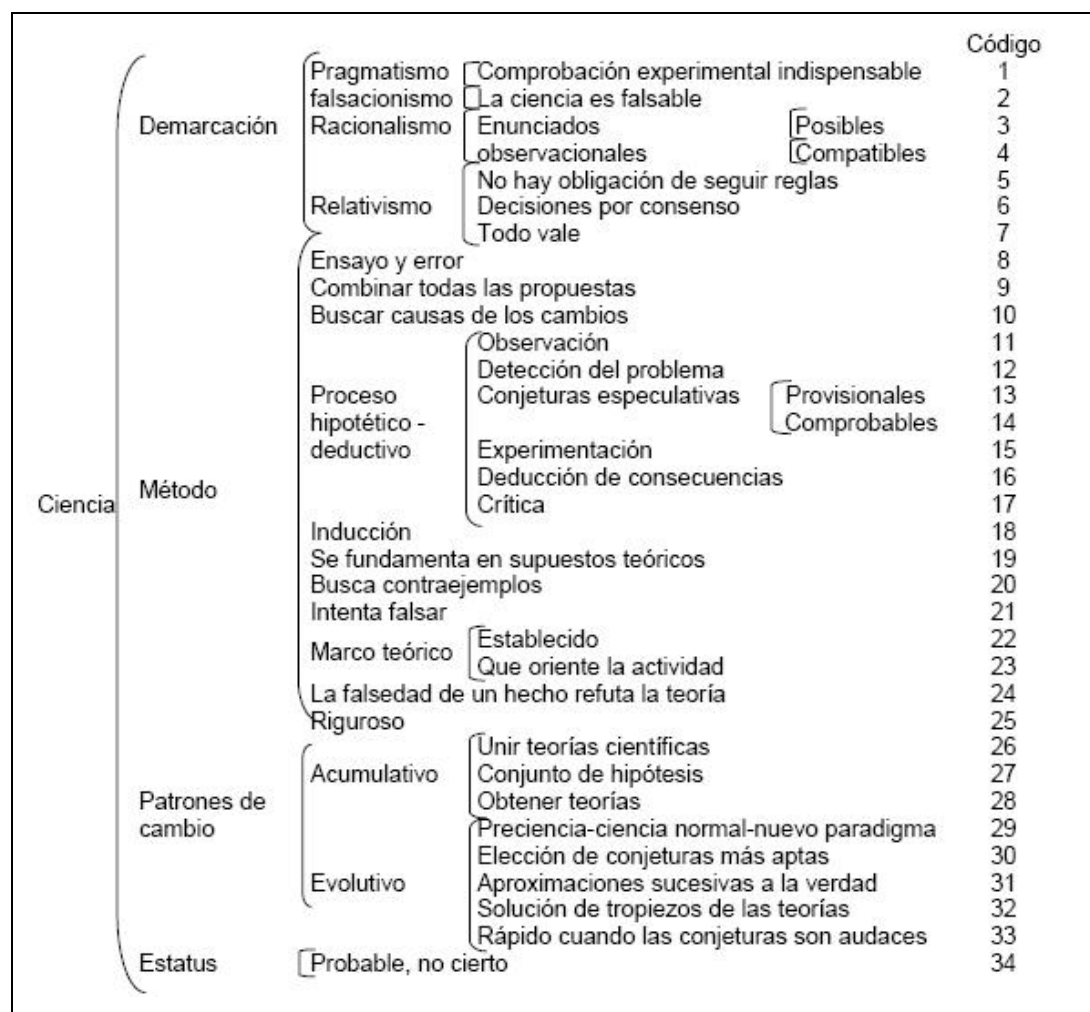 Código
Pragmatismo Comprobación experimental indispensable 1
falsacionismo La ciencia es falsable 2
Demarcación Racionalismo Enunciados Posibles 3
observacionales Compatibles 4
No hay obligación de seguir reglas 5
Relativismo Decisiones por consenso 6
Todo vale 7
Ensayo y error 8
Combinar todas las propuestas 9
Buscar causas de los cambios 10
Observación 11
Detección del problema 12
Proceso Conjeturas especulativas Provisionales 13
hipotético - Comprobables 14
deductivo Experimentación 15
Deducción de consecuencias 16
Ciencia Método Crítica 17
Inducción 18
Se fundamenta en supuestos teóricos 19
Busca contraejemplos 20
Intenta falsar 21
Marco teórico Establecido 22
Que oriente la actividad 23
La falsedad de un hecho refuta la teoría 24
Riguroso 25
Unir teorías científicas 26
Acumulativo Conjunto de hipótesis 27
Patrones de Obtener teorías 28
cambio Preciencia-ciencia normal-nuevo paradigma 29
Elección de conjeturas más aptas 30
Evolutivo Aproximaciones sucesivas a la verdad 31
Solución de tropiezos de las teorías 32
Rápido cuando las conjeturas son audaces 33
Estatus Probable, no cierto 34